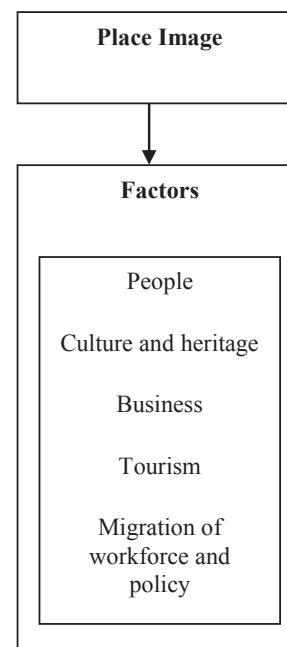 Place Image
Factors
People
Culture and heritage
Business
Tourism
Migration of
workforce and
policy